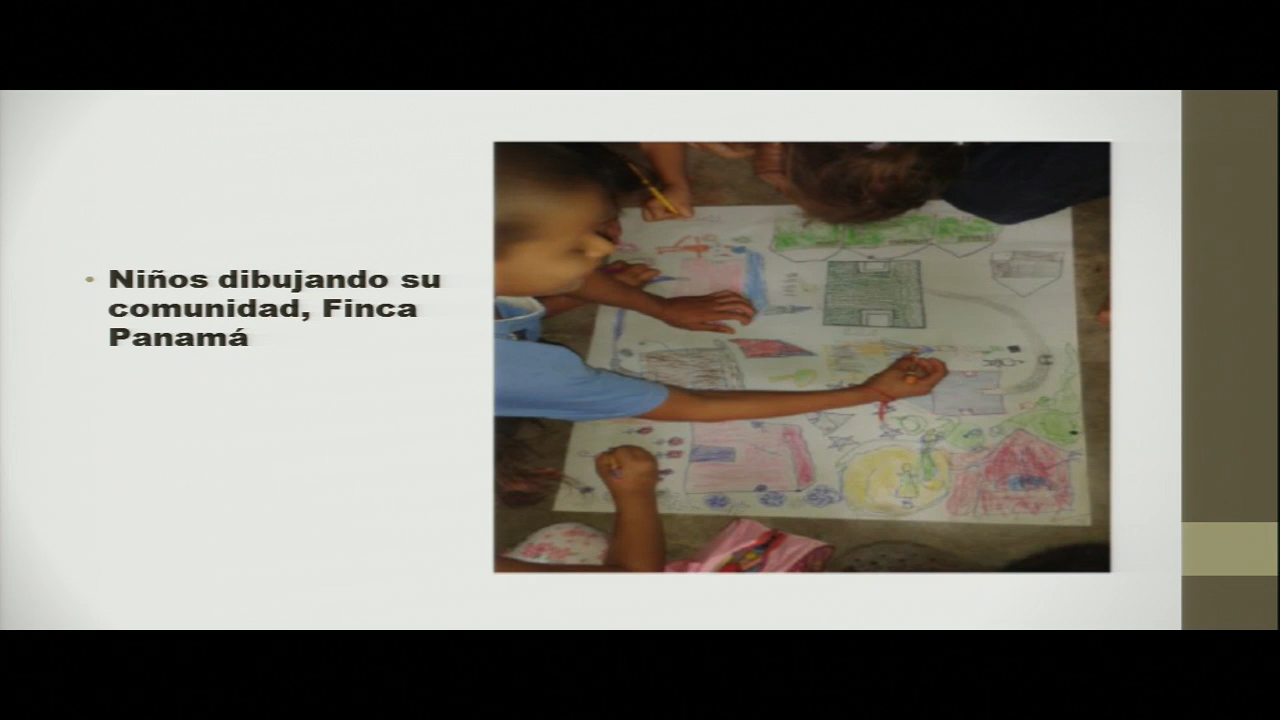 • Niños dibujando su
comunidad, Finca
Panamá